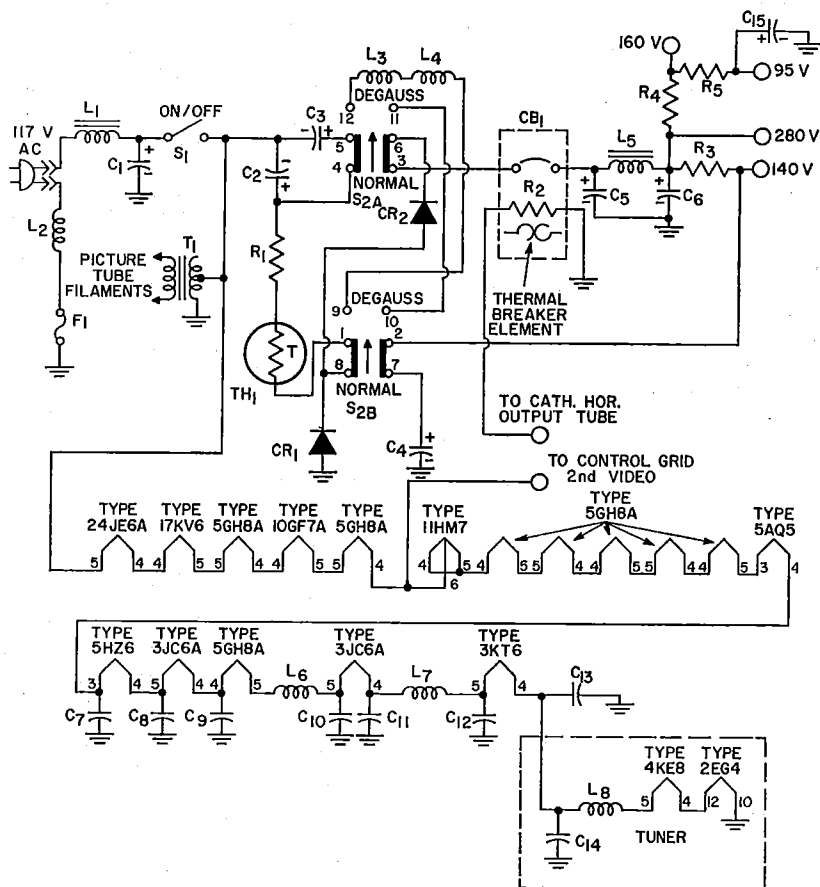 C15
160 V
R5
95 V
R4
L3
L4
DEGAUSS
12
11
ON/OFF
L1
117 V
AC
C1
S1
C3
5
6
4
3
NORMAL
S2A
C2
CR2
CB1
R2
L5
280 V
R3
140 V
C5
C6
L2
T1
PICTURE
TUBE
FILAMENTS
R1
F1
THERMAL
BREAKER
ELEMENT
9
DEGAUSS
10
1
2
T
TH1
8
7
NORMAL
S2B
CR1
C4
TO CATH. HOR.
OUTPUT TUBE
TO CONTROL GRID
2nd VIDEO
TYPE
24JE6A
TYPE
17KV6
TYPE
5GH8A
TYPE
10GF7A
TYPE
5GH8A
TYPE
11HM7
TYPE
5GH8A
TYPE
5AQ5
5 4 4 5 5 4 4 5 5 4
4 5 6
4 5 5 4 4 5 5 4 4 5 3 4
TYPE
5HZ6
TYPE
3JC6A
TYPE
5GH8A
L6
TYPE
3JC6A
L7
TYPE
3KT6
C13
3 4 5 4 4 5 5 4 5 4
C7
C8
C9
C10
C11
C12
TYPE
4KE8
TYPE
2EG4
L8
5 4 12 10
C14
TUNER